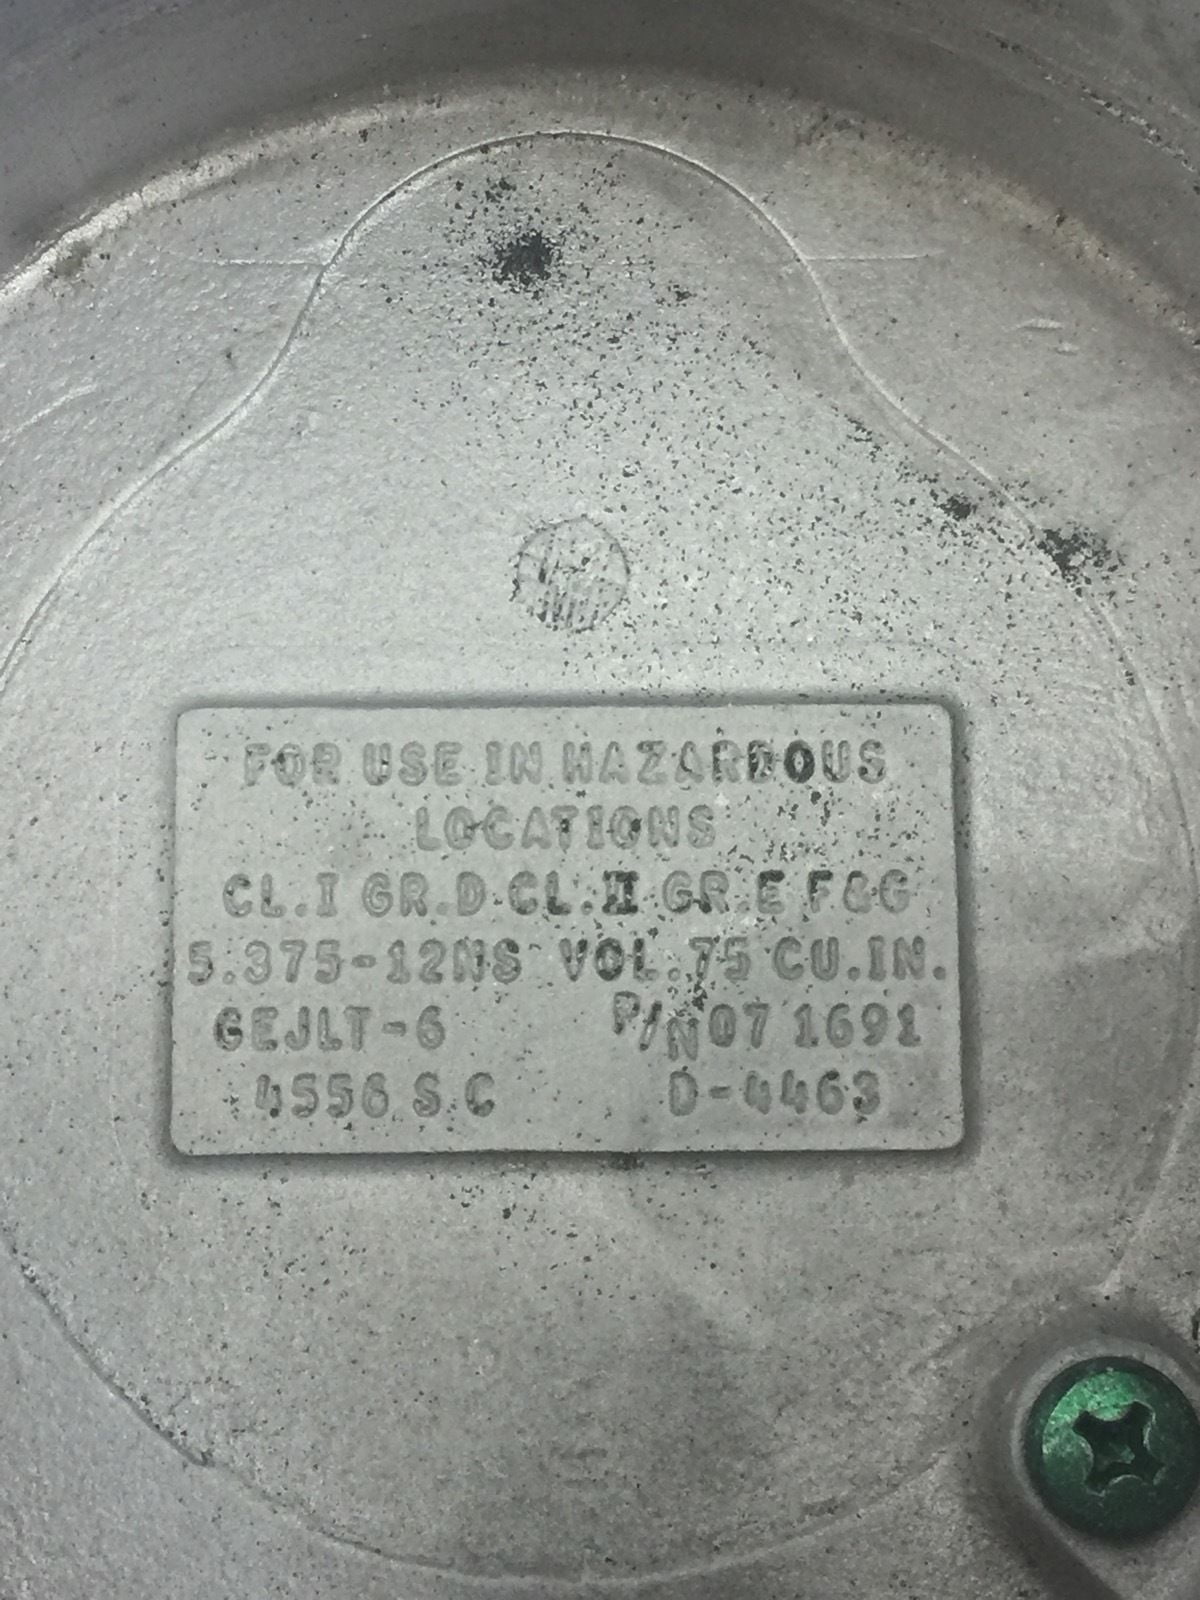 FOR USE IN HAZARDOUS
LOCATIONS
CL.I GR.D CL.II GR.E F&G
5.375-12NS VOL.75 CU.IN.
GEJLT-6 P/N 07 1691
4556 S C D-4463